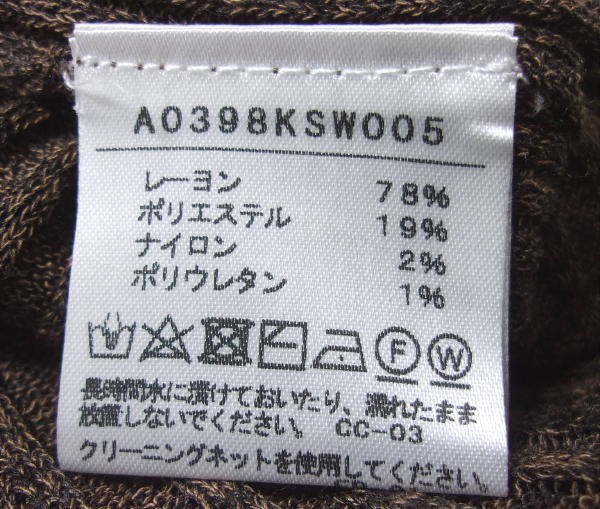 A0398KSW005
レーヨン 78%
ポリエステル 19%
ナイロン 2%
ポリウレタン 1%
F W
長時間水に漬けておいたり、濡れたまま
放置しないでください。 CC-03
クリーニングネットを使用してください。